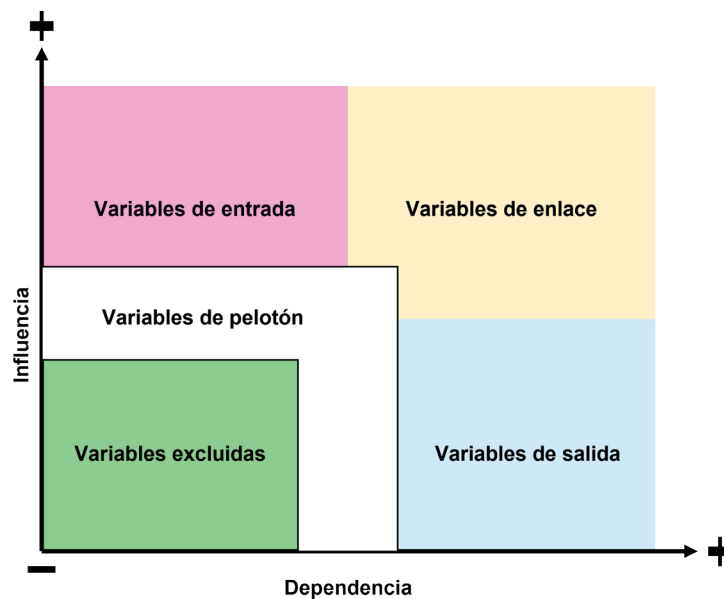 +
Variables de entrada
Variables de enlace
Variables de pelotón
Influencia
Variables excluidas
Variables de salida
+
−
Dependencia